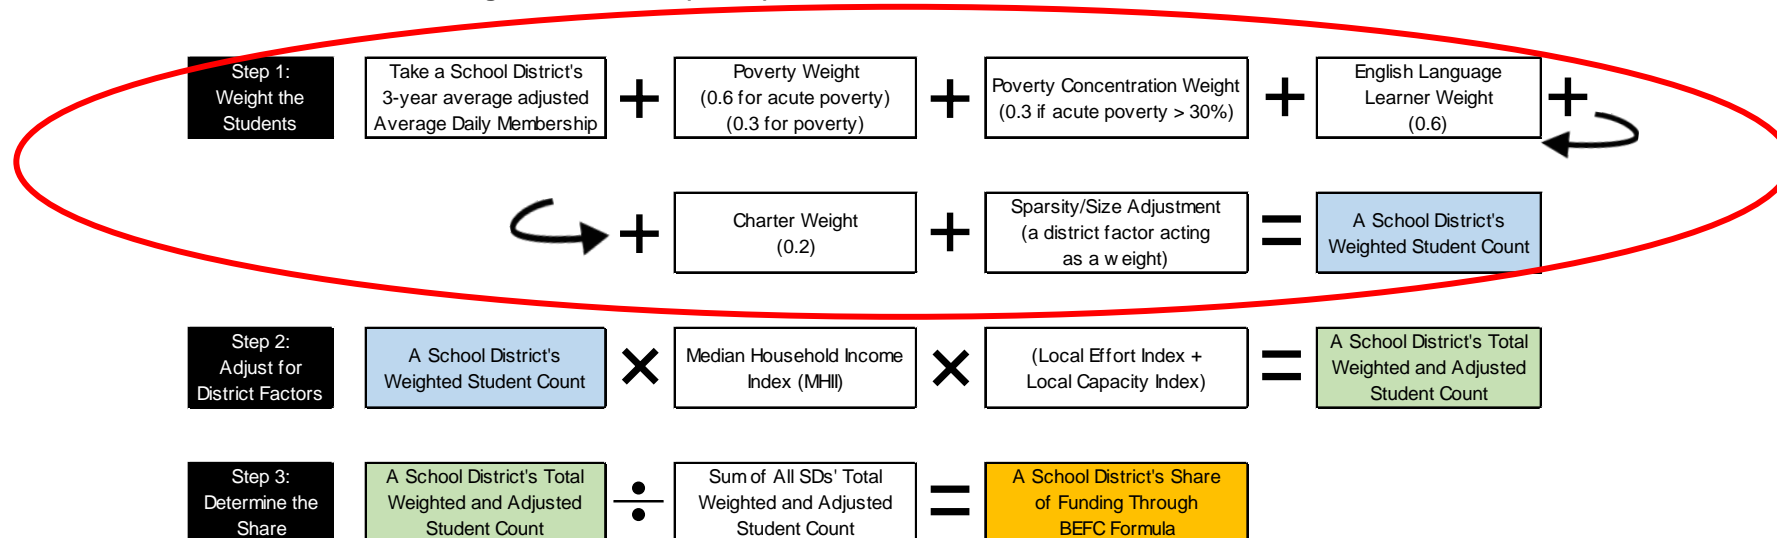 Step 1:
Weight the
Students
Take a School District's
3-year average adjusted
Average Daily Membership
+
Poverty Weight
(0.6 for acute poverty)
(0.3 for poverty)
+
Poverty Concentration Weight
(0.3 if acute poverty > 30%)
+
English Language
Learner Weight
(0.6)
+
+
Charter Weight
(0.2)
+
Sparsity/Size Adjustment
(a district factor acting
as a weight)
=
A School District's
Weighted Student Count
Step 2:
Adjust for
District Factors
A School District's
Weighted Student Count
×
Median Household Income
Index (MHII)
×
(Local Effort Index +
Local Capacity Index)
=
A School District's Total
Weighted and Adjusted
Student Count
Step 3:
Determine the
Share
A School District's Total
Weighted and Adjusted
Student Count
÷
Sum of All SDs' Total
Weighted and Adjusted
Student Count
=
A School District's Share
of Funding Through
BEFC Formula